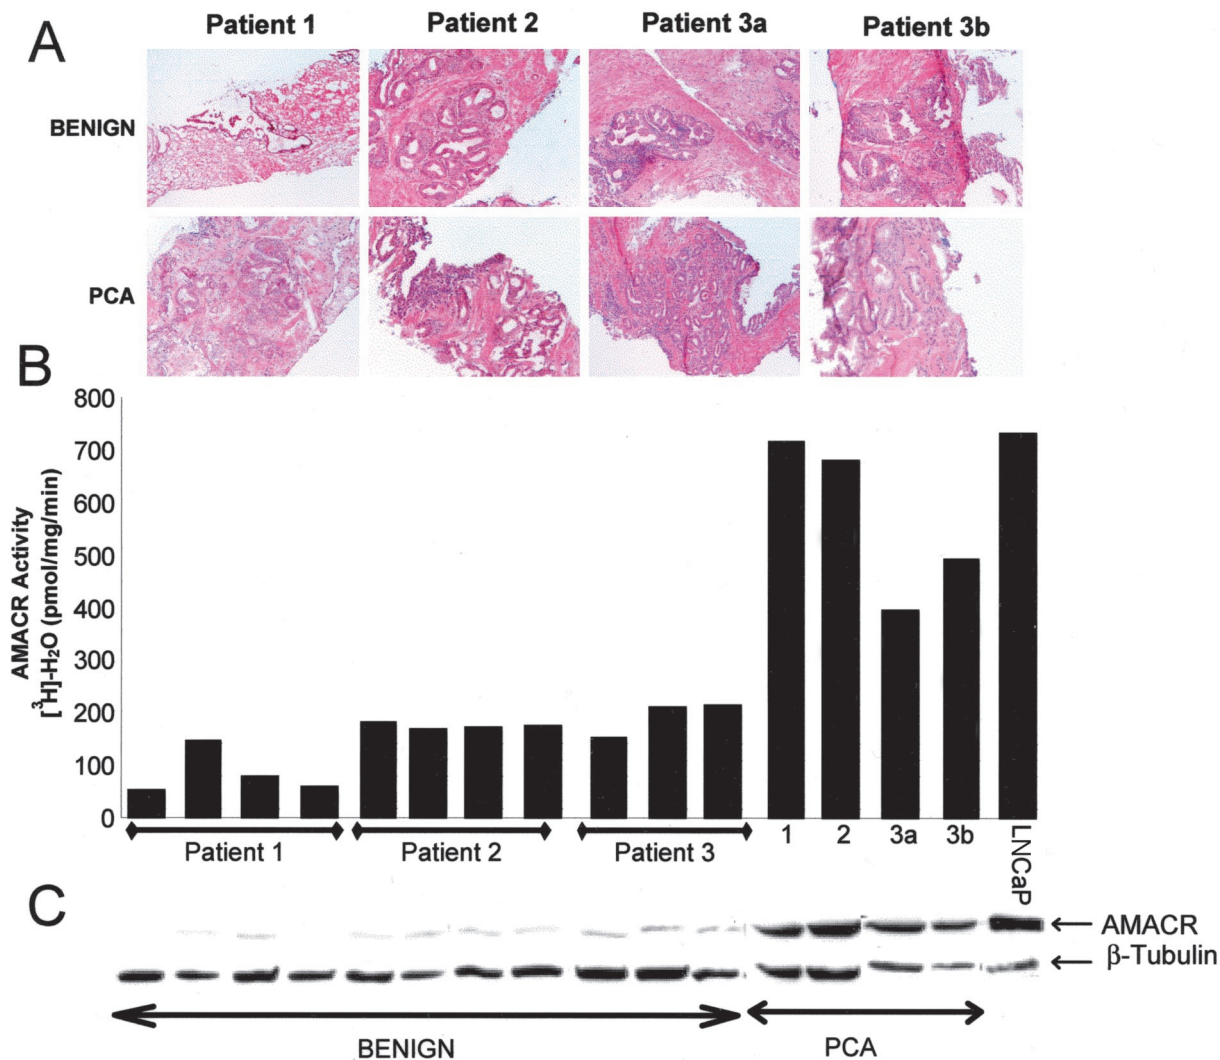 A
Patient 1 Patient 2 Patient 3a Patient 3b
BENIGN
PCA
B
AMACR Activity
[³H]-H₂O (pmol/mg/min)
800
700
600
500
400
300
200
100
0
Patient 1 Patient 2 Patient 3 1 2 3a 3b LNCaP
C
AMACR
β-Tubulin
BENIGN PCA